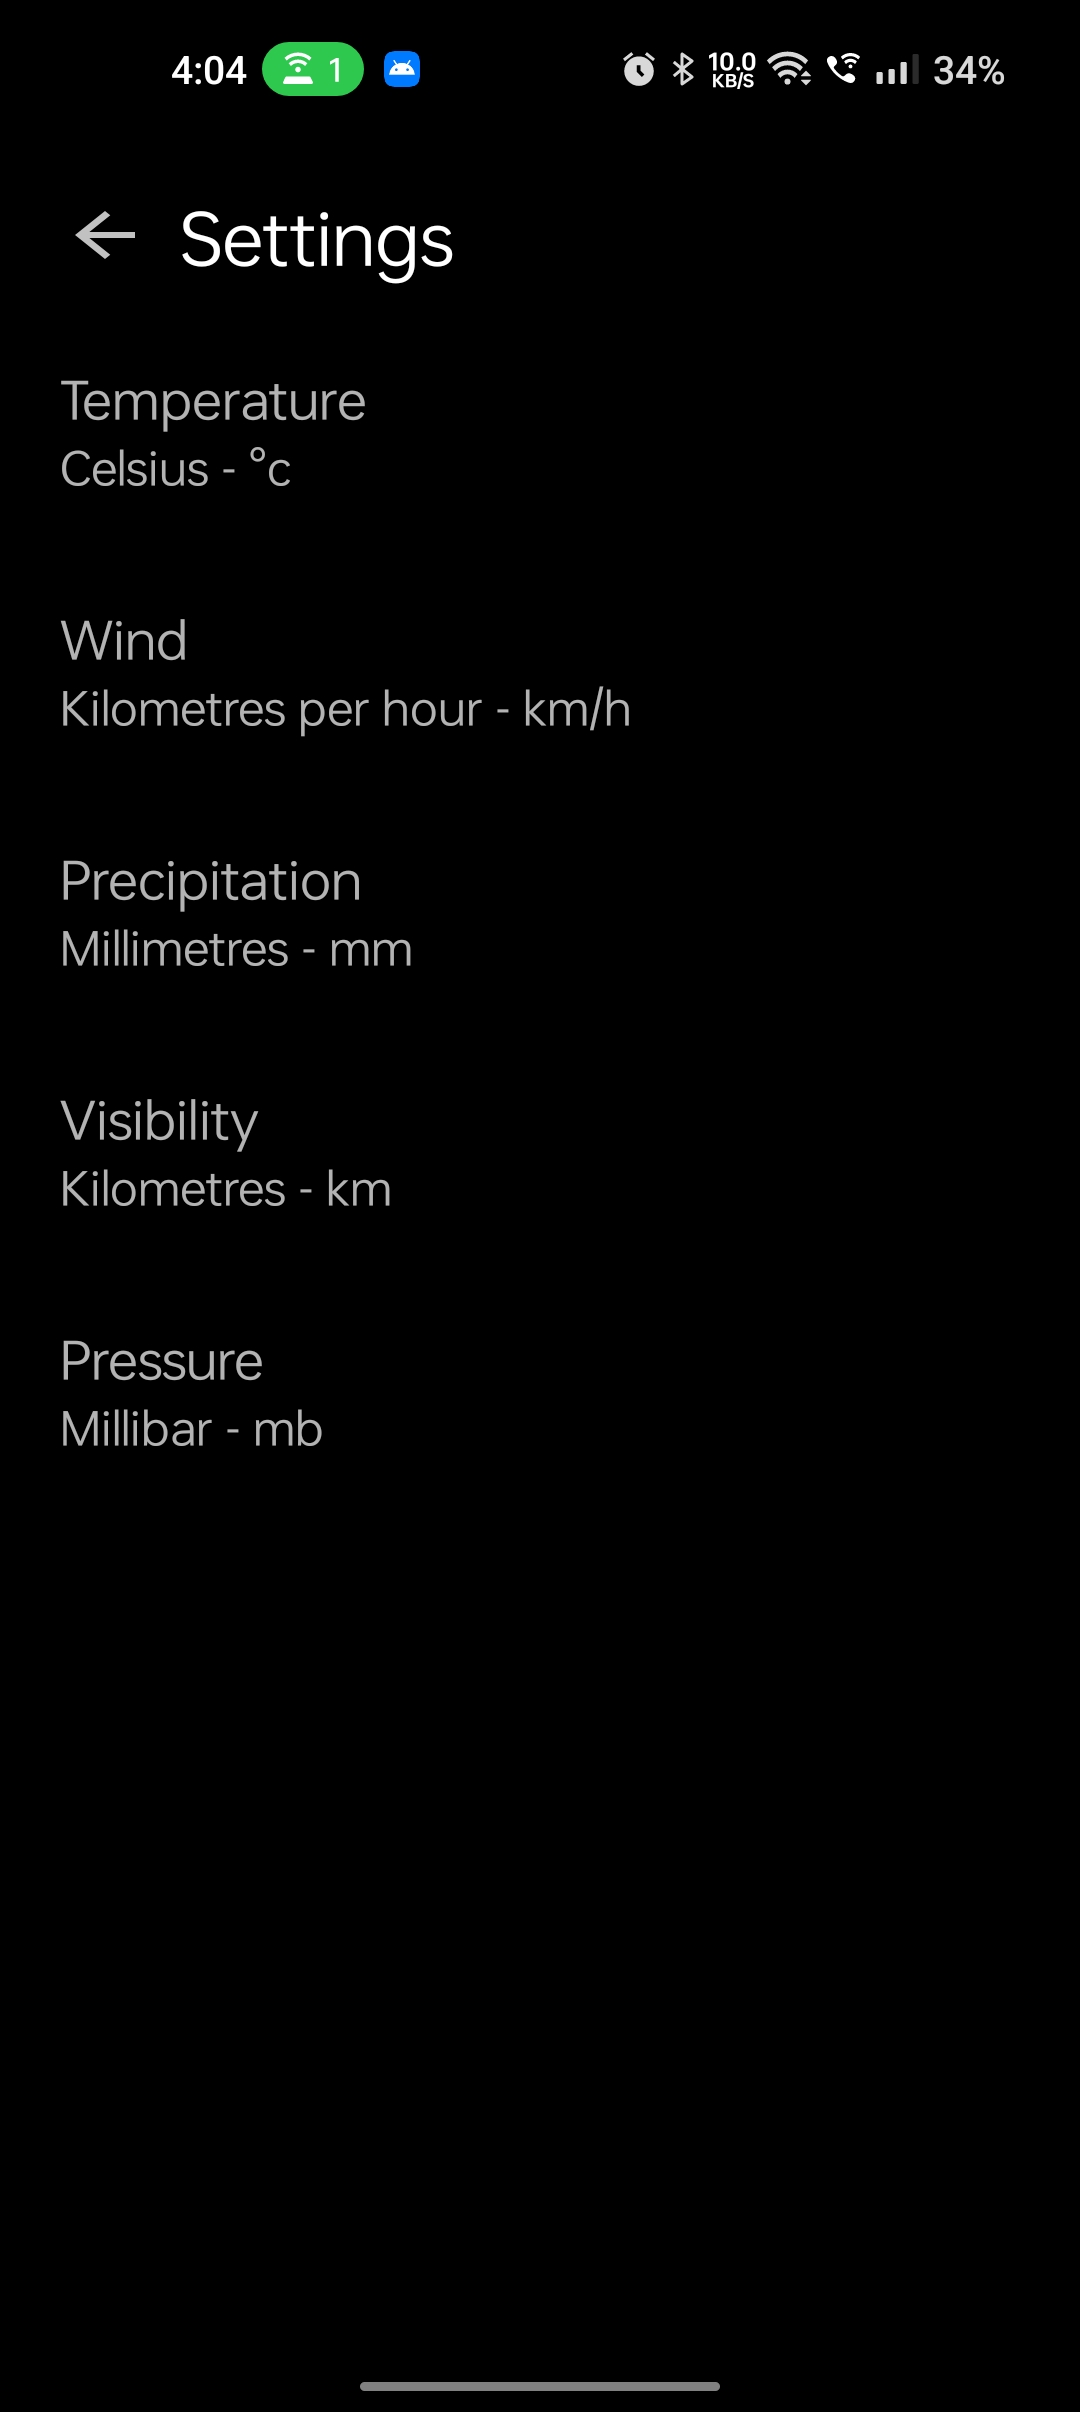 4:04 1 10.0 KB/S 34%
Settings
Temperature
Celsius - °c
Wind
Kilometres per hour - km/h
Precipitation
Millimetres - mm
Visibility
Kilometres - km
Pressure
Millibar - mb